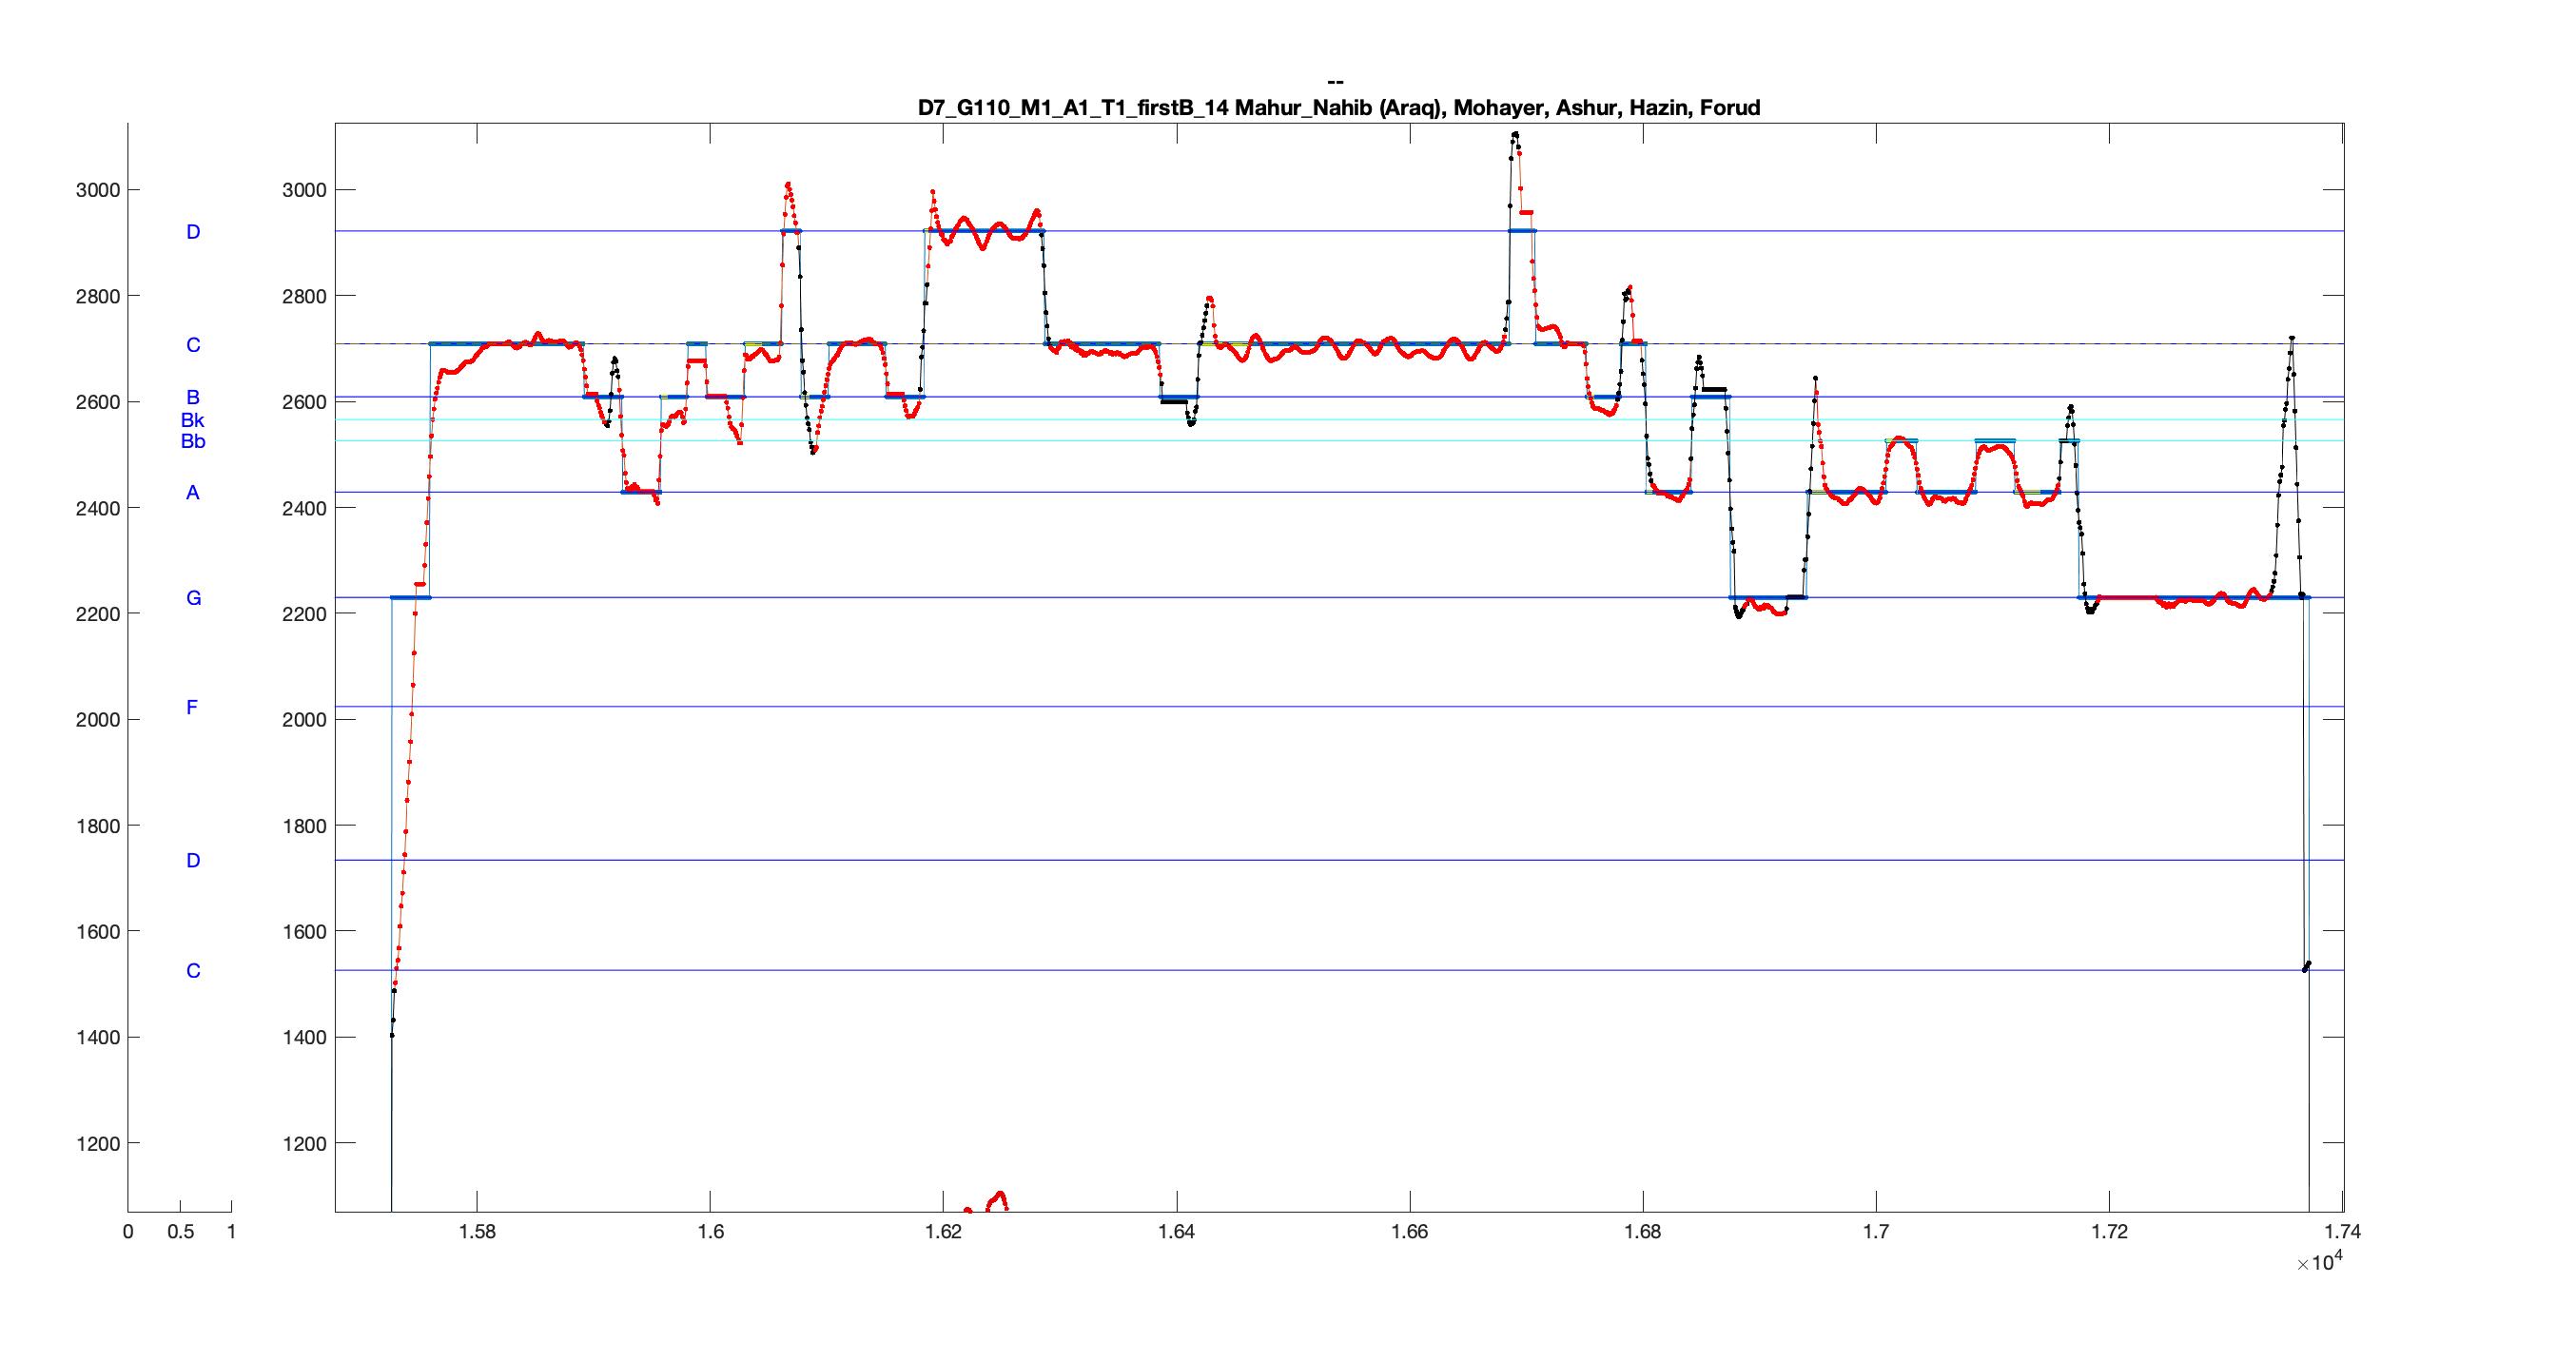 --
D7_G110_M1_A1_T1_firstB_14 Mahur_Nahib (Araq), Mohayer, Ashur, Hazin, Forud
3000 3000
D
2800 2800
C
2600 B 2600
Bk
Bb
A
2400 2400
G
2200 2200
F
2000 2000
1800 1800
D
1600 1600
C
1400 1400
1200 1200
0 0.5 1 1.58 1.6 1.62 1.64 1.66 1.68 1.7 1.72 1.74
×10⁴